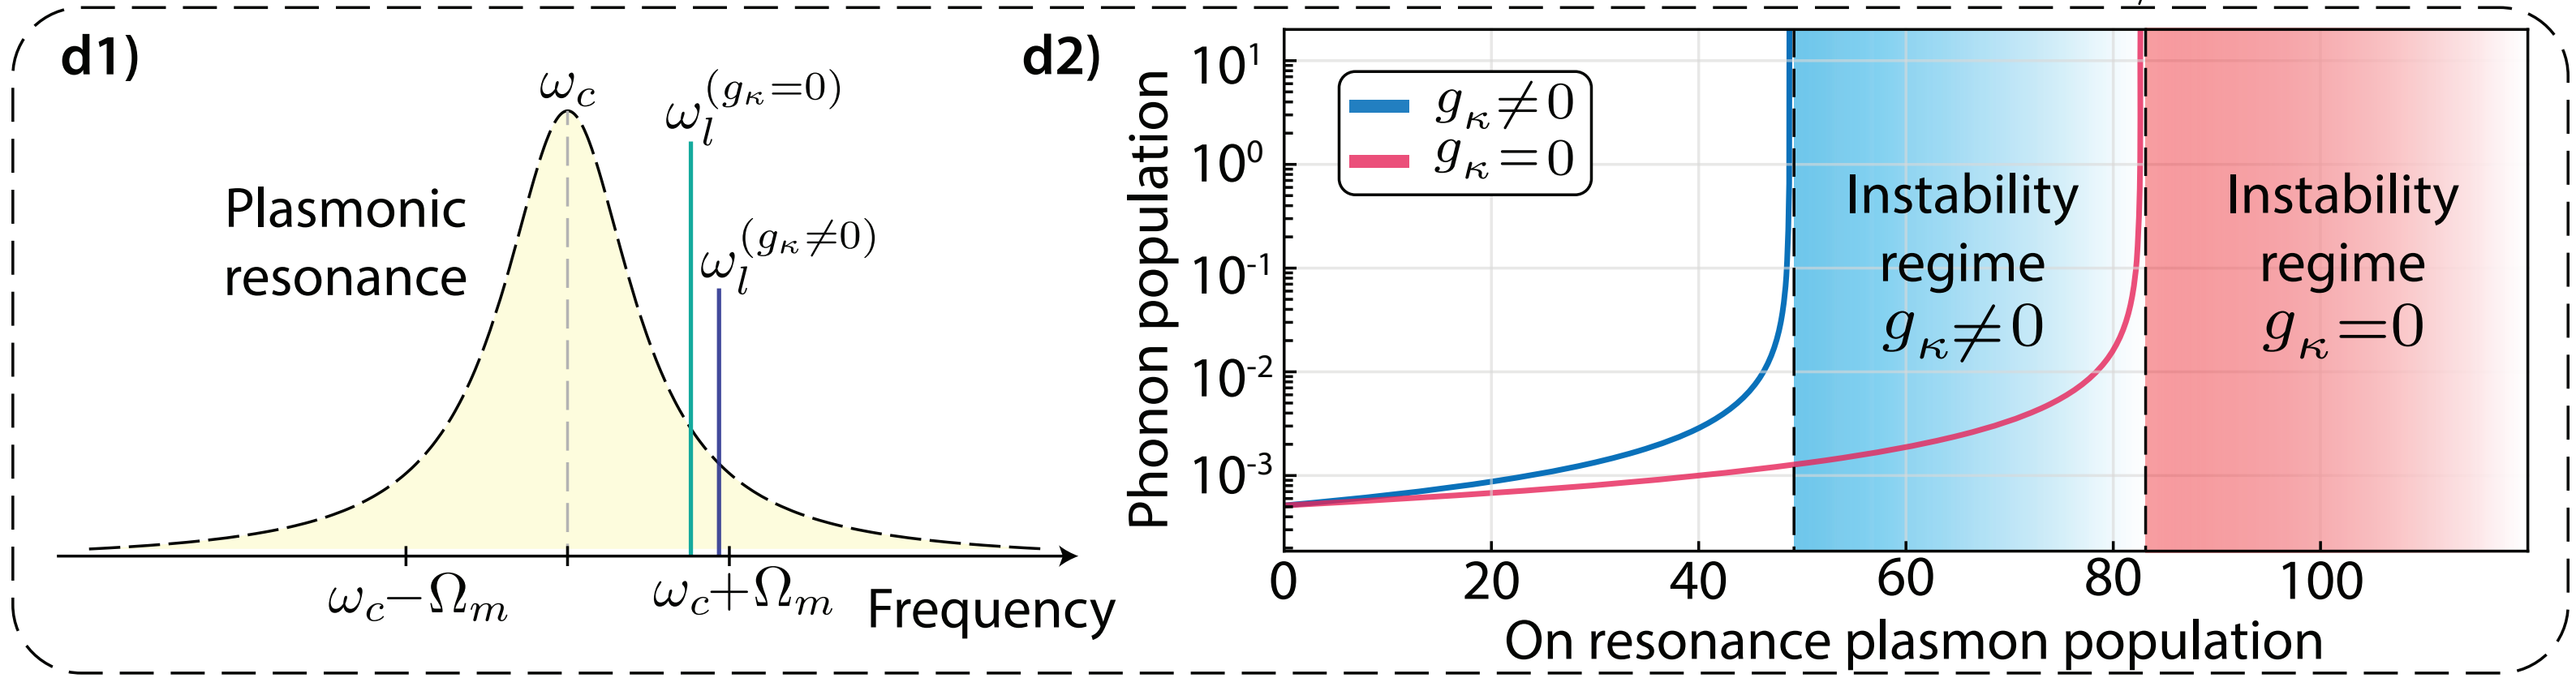 d1)
ω_c
ω_l^(g_κ=0)
ω_l^(g_κ≠0)
Plasmonic
resonance
ω_c−Ω_m
ω_c+Ω_m
Frequency
d2)
Phonon population
10^1
10^0
10^-1
10^-2
10^-3
g_κ≠0
g_κ=0
Instability
regime
g_κ≠0
Instability
regime
g_κ=0
0 20 40 60 80 100
On resonance plasmon population